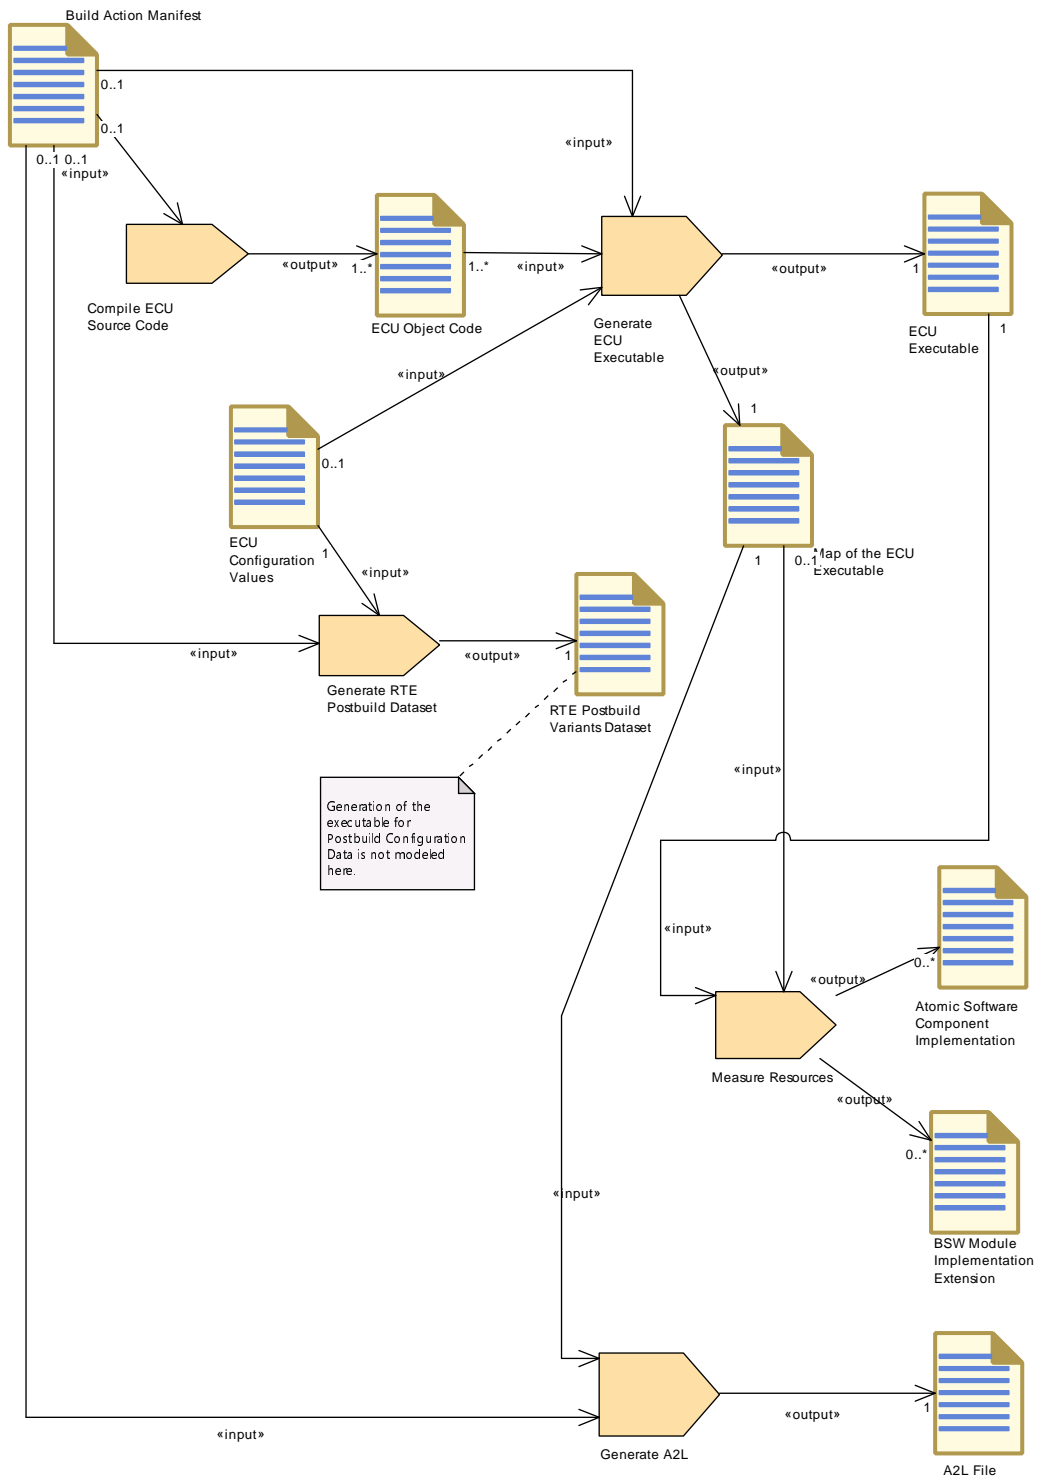 Build Action Manifest
0..1
0..1
«input»
0..1 0..1
«input»
«output»
1..*
1..*
«input»
«output»
1
Compile ECU
Source Code
ECU Object Code
Generate
ECU
Executable
ECU
Executable
1
«input»
«output»
1
0..1
ECU
Configuration
Values
1
«input»
1
0..1
Map of the ECU
Executable
«input»
«output»
1
Generate RTE
Postbuild Dataset
RTE Postbuild
Variants Dataset
«input»
Generation of the
executable for
Postbuild Configuration
Data is not modeled
here.
«input»
«output»
0..*
Atomic Software
Component
Implementation
Measure Resources
«output»
0..*
«input»
BSW Module
Implementation
Extension
«input»
«output»
1
Generate A2L
A2L File